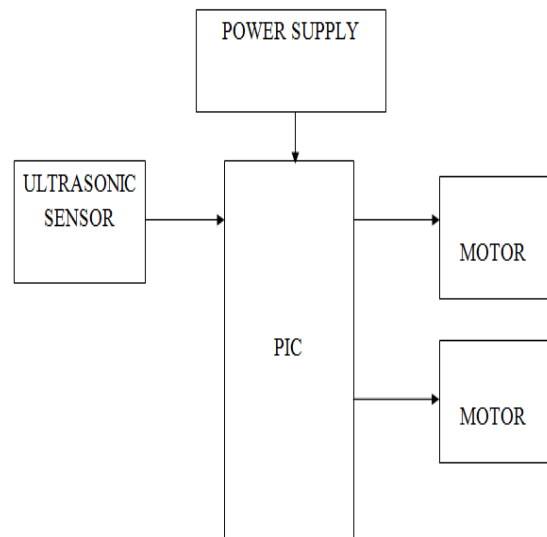 POWER SUPPLY
ULTRASONIC
SENSOR
MOTOR
PIC
MOTOR